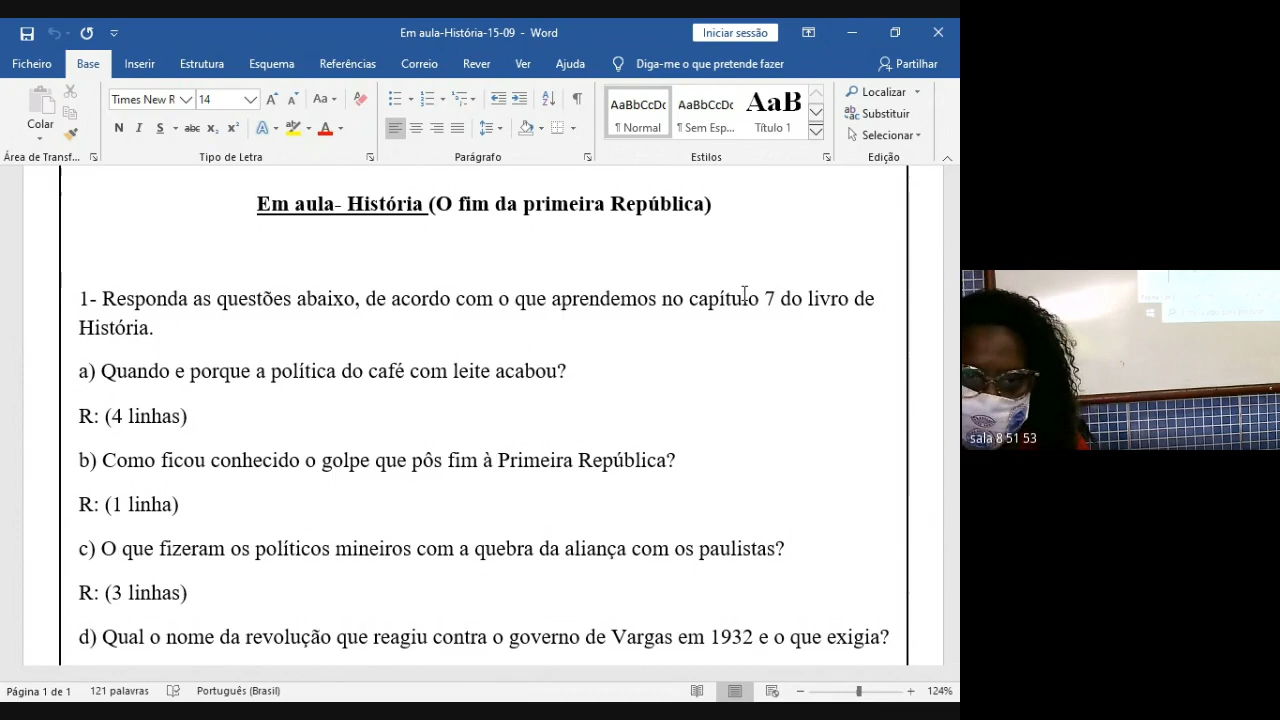 Em aula-História-15-09 - Word
Iniciar sessão
Ficheiro Base Inserir Estrutura Esquema Referências Correio Rever Ver Ajuda Diga-me o que pretende fazer Partilhar
Colar
Times New R 14
Aa
N I S abc x₂ x² A A
AaBbCcDc AaBbCcDc AaB
¶ Normal ¶ Sem Esp... Título 1
Localizar
Substituir
Selecionar
Área de Transf... Tipo de Letra Parágrafo Estilos Edição
Em aula- História (O fim da primeira República)
1- Responda as questões abaixo, de acordo com o que aprendemos no capítulo 7 do livro de
História.
a) Quando e porque a política do café com leite acabou?
R: (4 linhas)
b) Como ficou conhecido o golpe que pôs fim à Primeira República?
R: (1 linha)
c) O que fizeram os políticos mineiros com a quebra da aliança com os paulistas?
R: (3 linhas)
d) Qual o nome da revolução que reagiu contra o governo de Vargas em 1932 e o que exigia?
Página 1 de 1 121 palavras Português (Brasil) 124%
sala 8 51 53